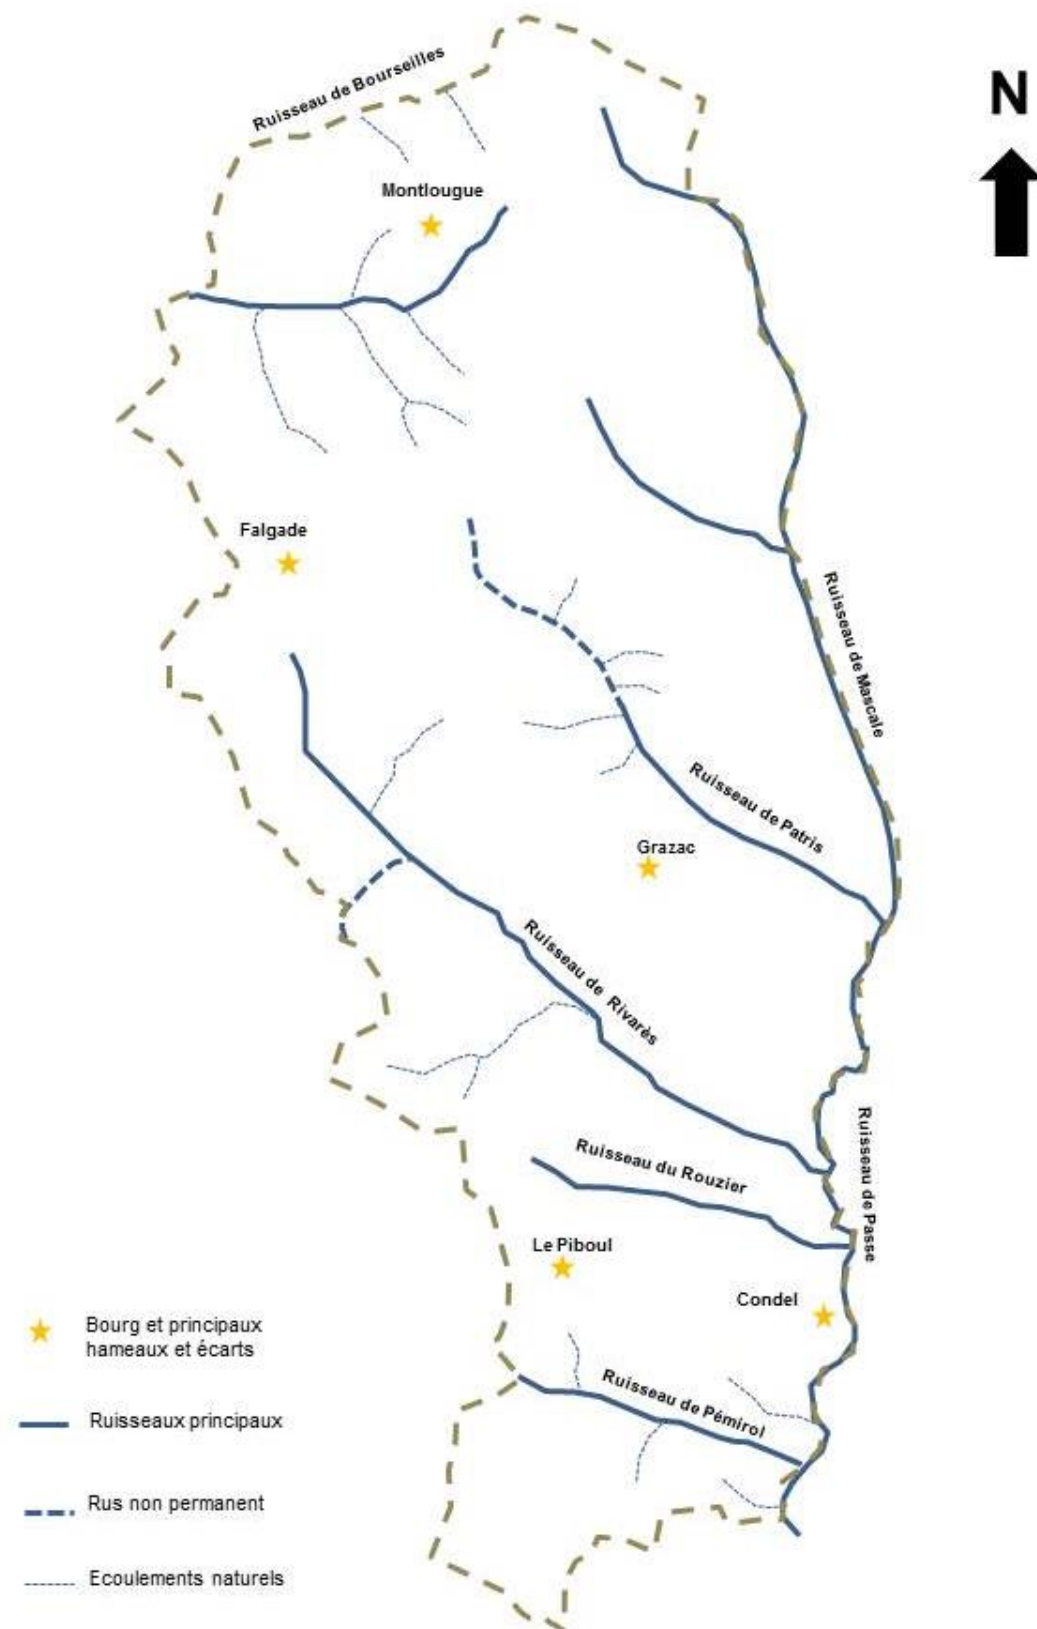 Ruisseau de Bourseilles
N
Montlougue
Falgade
Ruisseau de Mascale
Ruisseau de Patris
Grazac
Ruisseau de Rivarès
Ruisseau de Passe
Ruisseau du Rouzier
Le Piboul
Condel
Ruisseau de Pémirol
Bourg et principaux
hameaux et écarts
Ruisseaux principaux
Rus non permanent
Ecoulements naturels